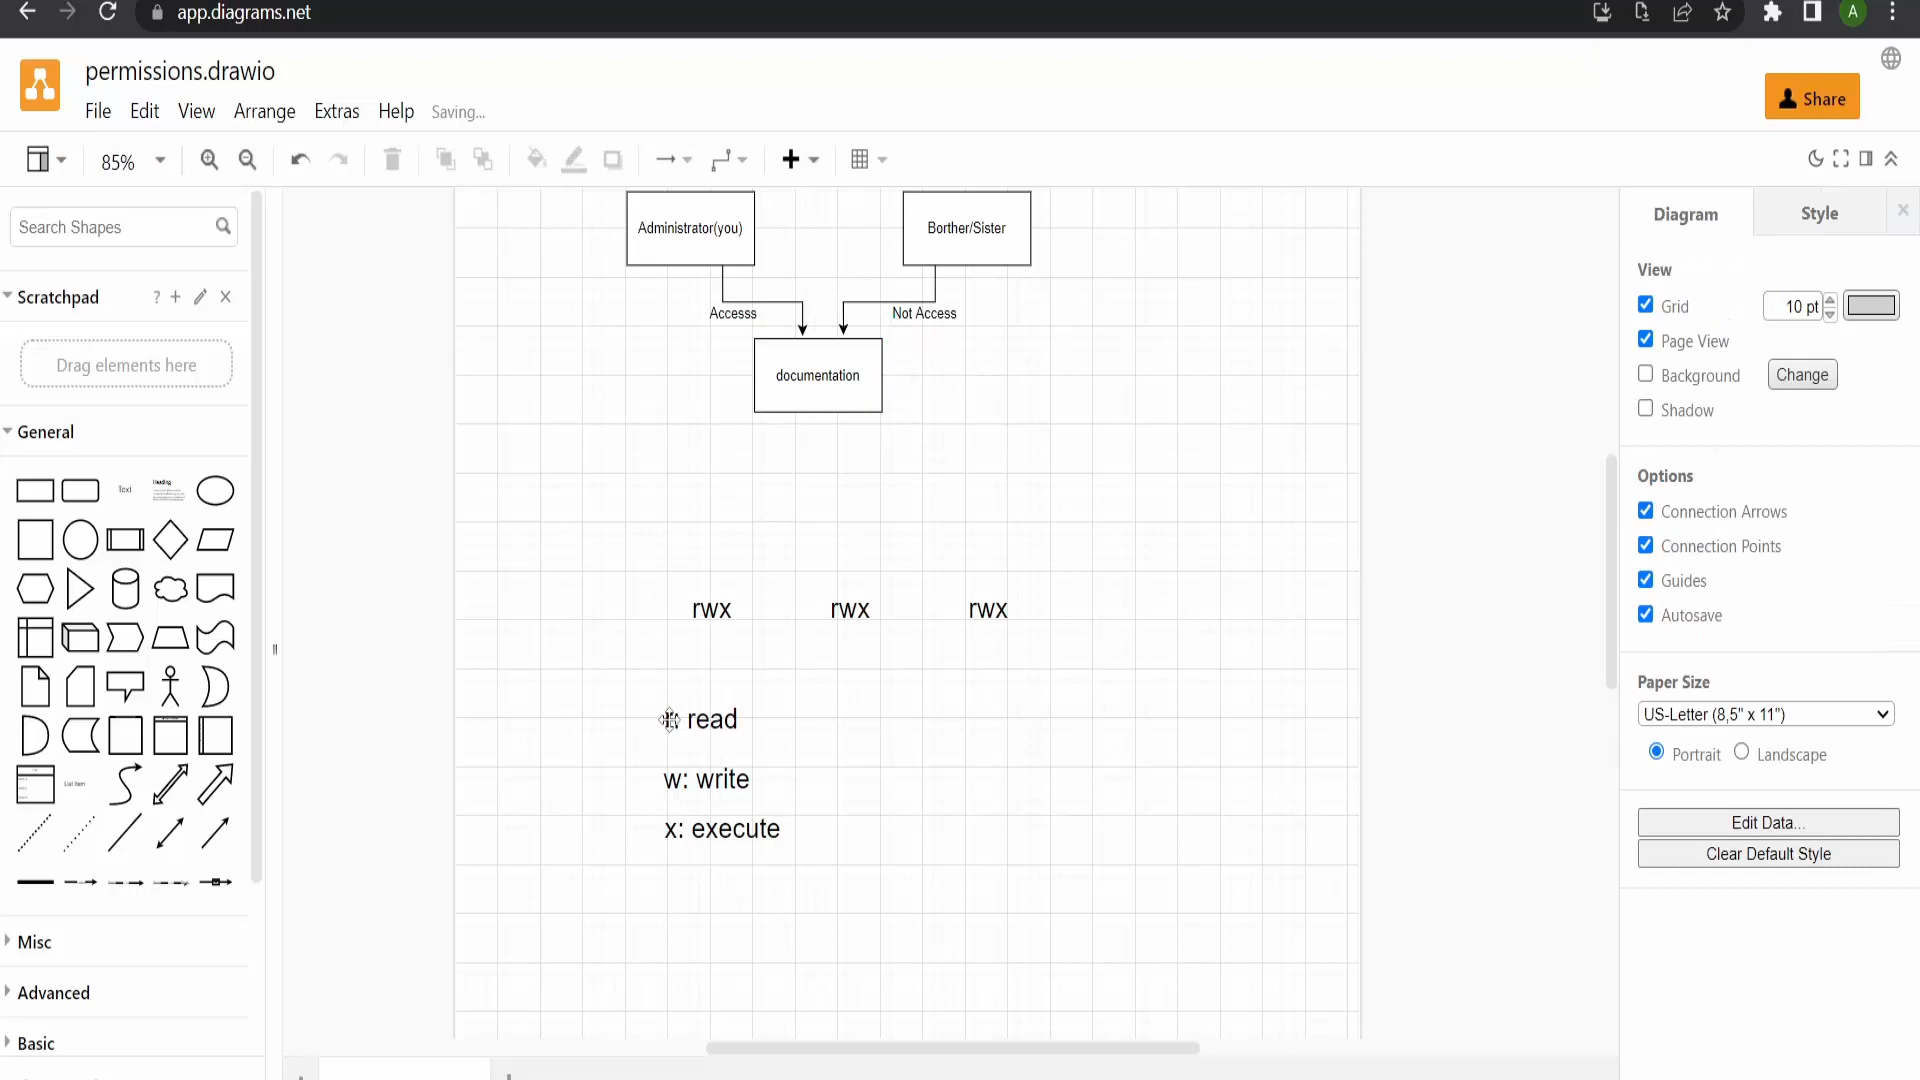 app.diagrams.net
A
permissions.drawio
File Edit View Arrange Extras Help Saving...
Share
85%
Search Shapes
Scratchpad ?
Drag elements here
General
Text
Heading
List Item
Misc
Advanced
Basic
Administrator(you)
Borther/Sister
Accesss
Not Access
documentation
rwx rwx rwx
: read
w: write
x: execute
Diagram Style
View
Grid 10 pt
Page View
Background Change
Shadow
Options
Connection Arrows
Connection Points
Guides
Autosave
Paper Size
US-Letter (8,5" x 11")
Portrait Landscape
Edit Data...
Clear Default Style